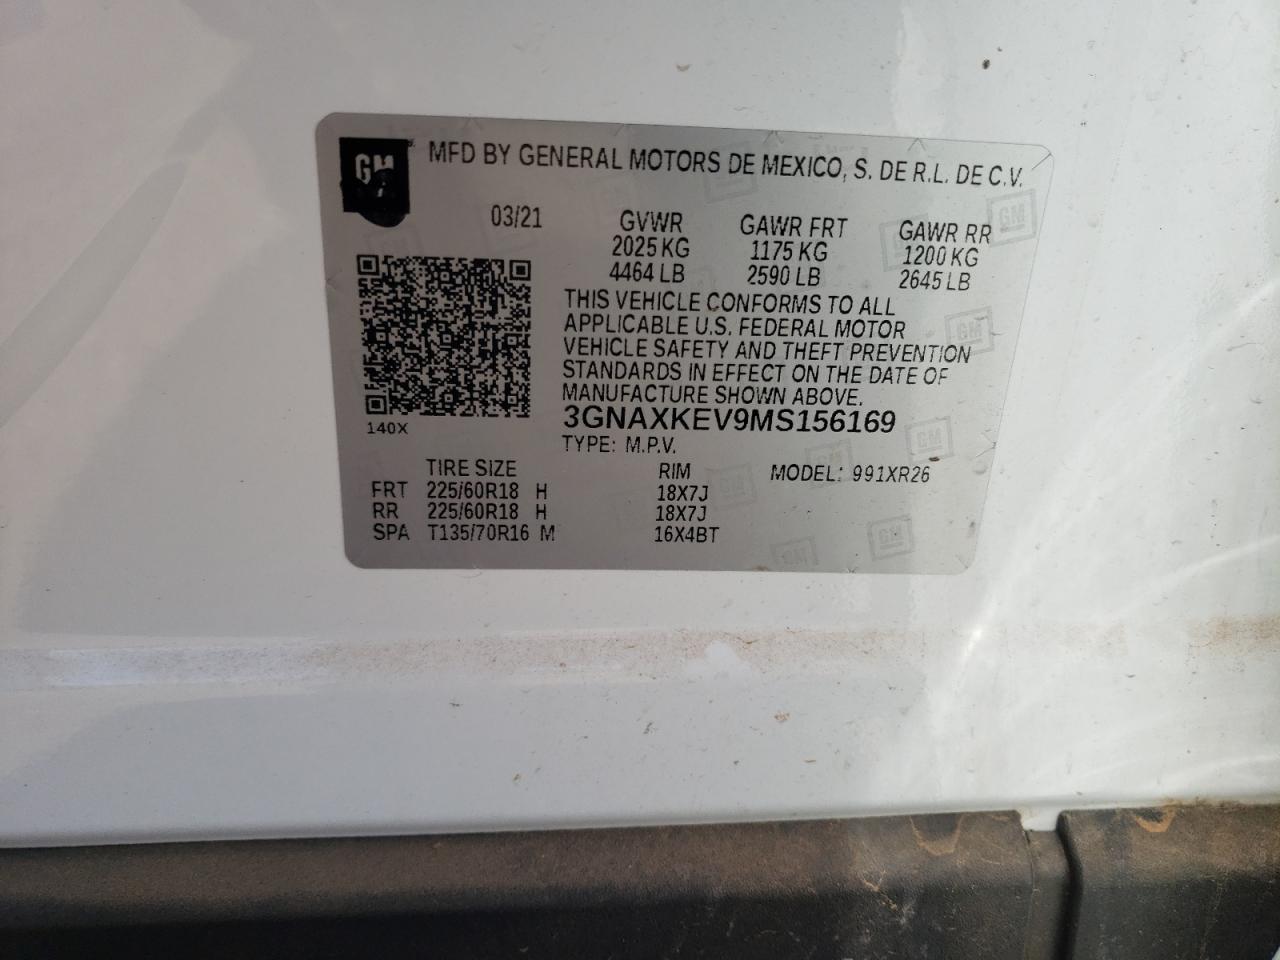 GM
MFD BY GENERAL MOTORS DE MEXICO, S. DE R.L. DE C.V.
03/21 GVWR GAWR FRT GAWR RR
2025 KG 1175 KG 1200 KG
4464 LB 2590 LB 2645 LB
THIS VEHICLE CONFORMS TO ALL
APPLICABLE U.S. FEDERAL MOTOR
VEHICLE SAFETY AND THEFT PREVENTION
STANDARDS IN EFFECT ON THE DATE OF
MANUFACTURE SHOWN ABOVE.
3GNAXKEV9MS156169
140X
TYPE: M.P.V.
TIRE SIZE RIM MODEL: 991XR26
FRT 225/60R18 H 18X7J
RR 225/60R18 H 18X7J
SPA T135/70R16 M 16X4BT